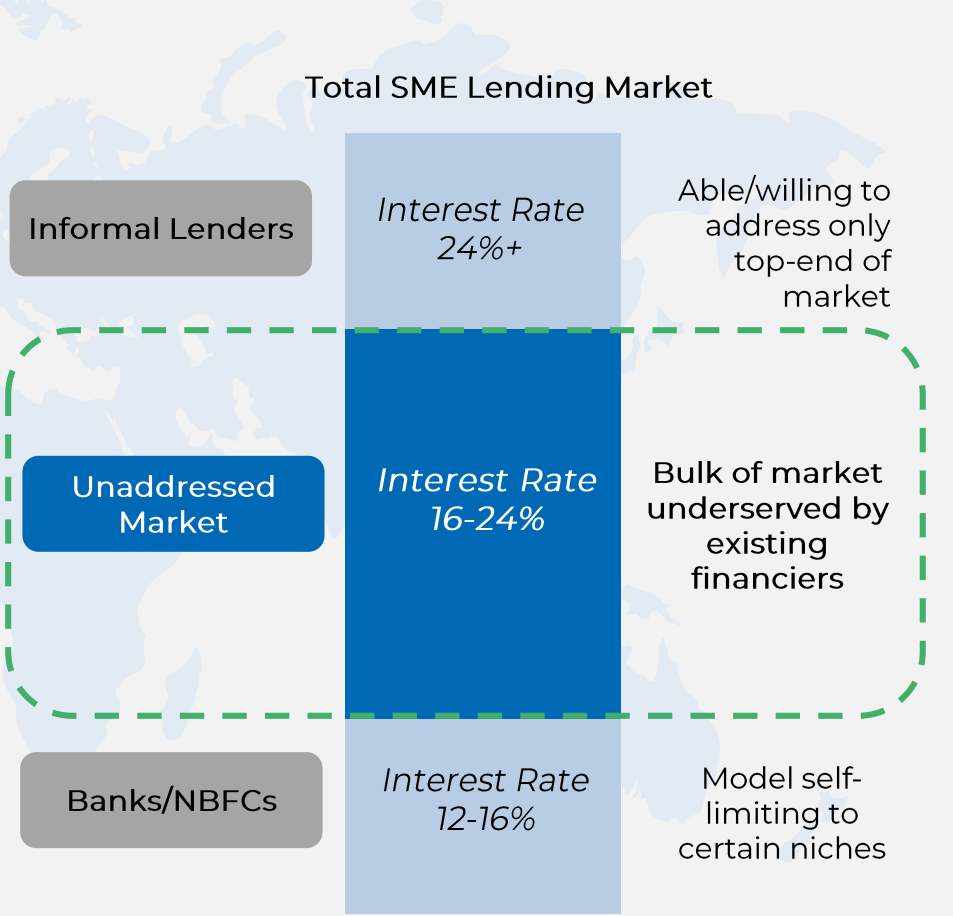 Total SME Lending Market
Informal Lenders
Interest Rate
24%+
Able/willing to
address only
top-end of
market
Unaddressed
Market
Interest Rate
16-24%
Bulk of market
underserved by
existing
financiers
Banks/NBFCs
Interest Rate
12-16%
Model self-
limiting to
certain niches